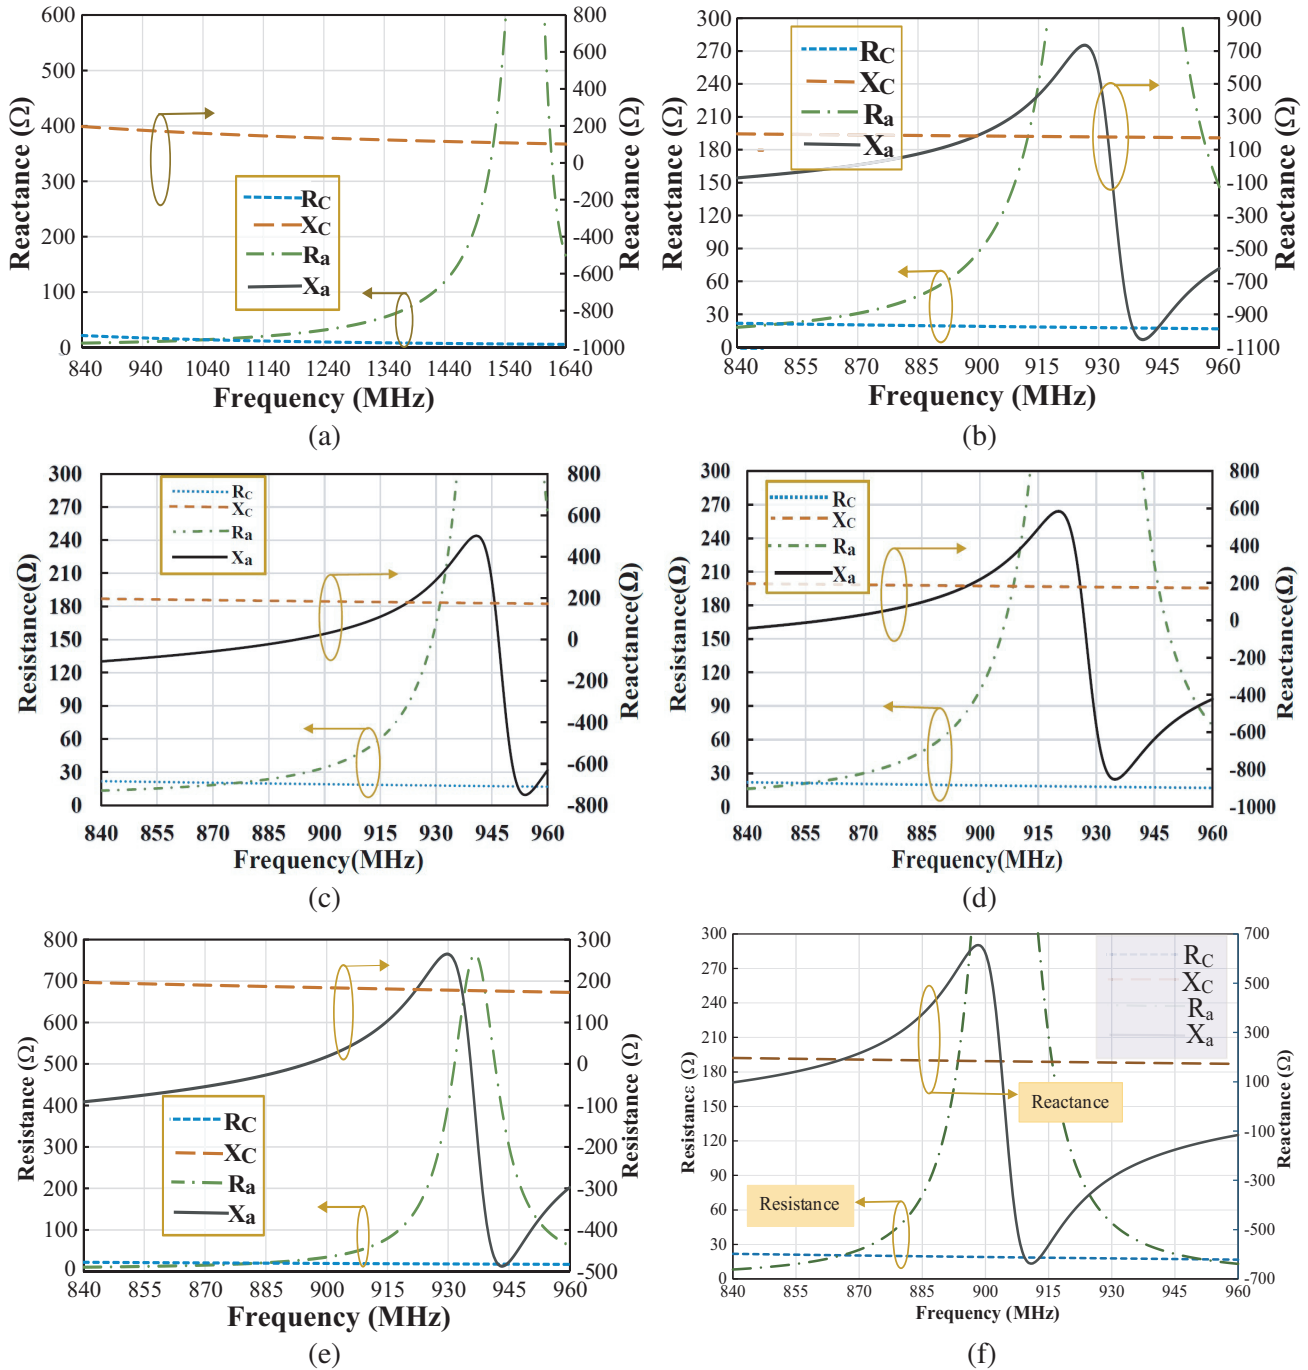 600
500
400
300
200
100
0
Reactance (Ω)
800
600
400
200
0
-200
-400
-600
-800
-1000
Reactance (Ω)
RC
XC
Ra
Xa
840 940 1040 1140 1240 1340 1440 1540 1640
Frequency (MHz)
(a)
300
270
240
210
180
150
120
90
60
30
0
Reactance (Ω)
900
700
500
300
100
-100
-300
-500
-700
-900
-1100
Reactance (Ω)
RC
XC
Ra
Xa
840 855 870 885 900 915 930 945 960
Frequency (MHz)
(b)
300
270
240
210
180
150
120
90
60
30
0
Resistance(Ω)
800
600
400
200
0
-200
-400
-600
-800
Reactance(Ω)
RC
XC
Ra
Xa
840 855 870 885 900 915 930 945 960
Frequency(MHz)
(c)
300
270
240
210
180
150
120
90
60
30
0
Resistance(Ω)
800
600
400
200
0
-200
-400
-600
-800
-1000
Reactance(Ω)
RC
XC
Ra
Xa
840 855 870 885 900 915 930 945 960
Frequency(MHz)
(d)
800
700
600
500
400
300
200
100
0
Resistance (Ω)
300
200
100
0
-100
-200
-300
-400
-500
Resistance (Ω)
RC
XC
Ra
Xa
840 855 870 885 900 915 930 945 960
Frequency (MHz)
(e)
300
270
240
210
180
150
120
90
60
30
0
Resistance (Ω)
700
500
300
100
-100
-300
-500
-700
Reactance (Ω)
RC
XC
Ra
Xa
Reactance
Resistance
840 855 870 885 900 915 930 945 960
Frequency (MHz)
(f)